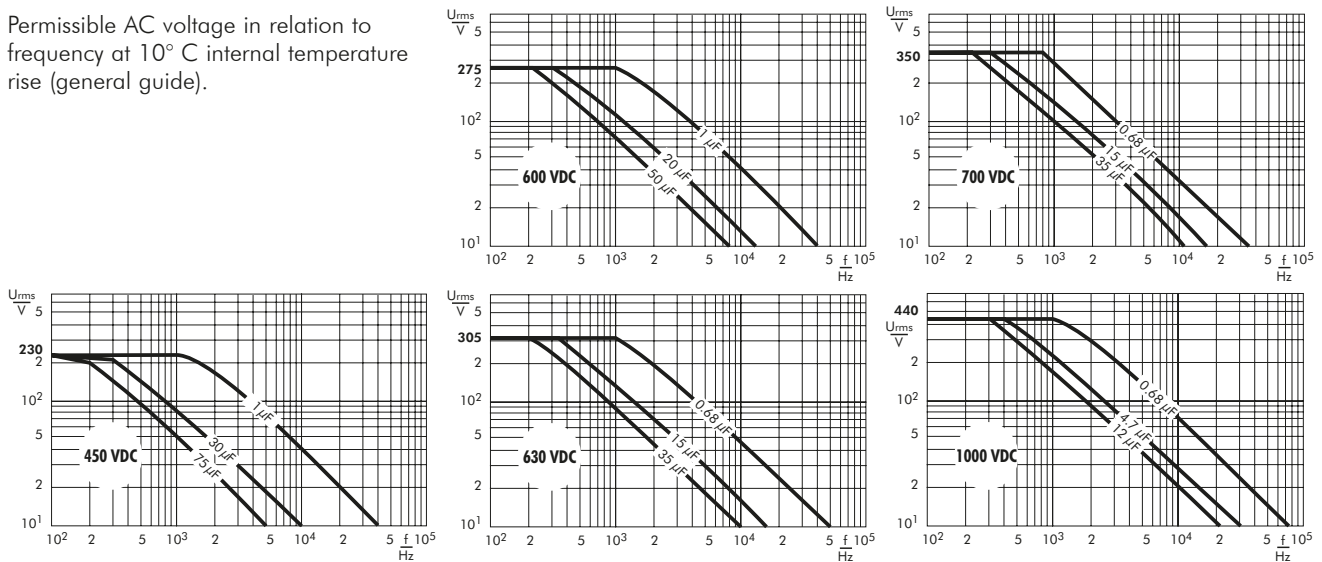 Permissible AC voltage in relation to
frequency at 10° C internal temperature
rise (general guide).
Urms
V
5
275
2
10²
5
2
10¹
1 µF
20 µF
50 µF
600 VDC
10² 2 5 10³ 2 5 10⁴ 2 5 f/Hz 10⁵
Urms
V
5
350
2
10²
5
2
10¹
0.68 µF
15 µF
35 µF
700 VDC
10² 2 5 10³ 2 5 10⁴ 2 5 f/Hz 10⁵
Urms
V
5
230
2
10²
5
2
10¹
1 µF
30 µF
75 µF
450 VDC
10² 2 5 10³ 2 5 10⁴ 2 5 f/Hz 10⁵
Urms
V
5
305
2
10²
5
2
10¹
0.68 µF
15 µF
35 µF
630 VDC
10² 2 5 10³ 2 5 10⁴ 2 5 f/Hz 10⁵
440
Urms
V
2
10²
5
2
10¹
0.68 µF
4.7 µF
12 µF
1000 VDC
10² 2 5 10³ 2 5 10⁴ 2 5 f/Hz 10⁵